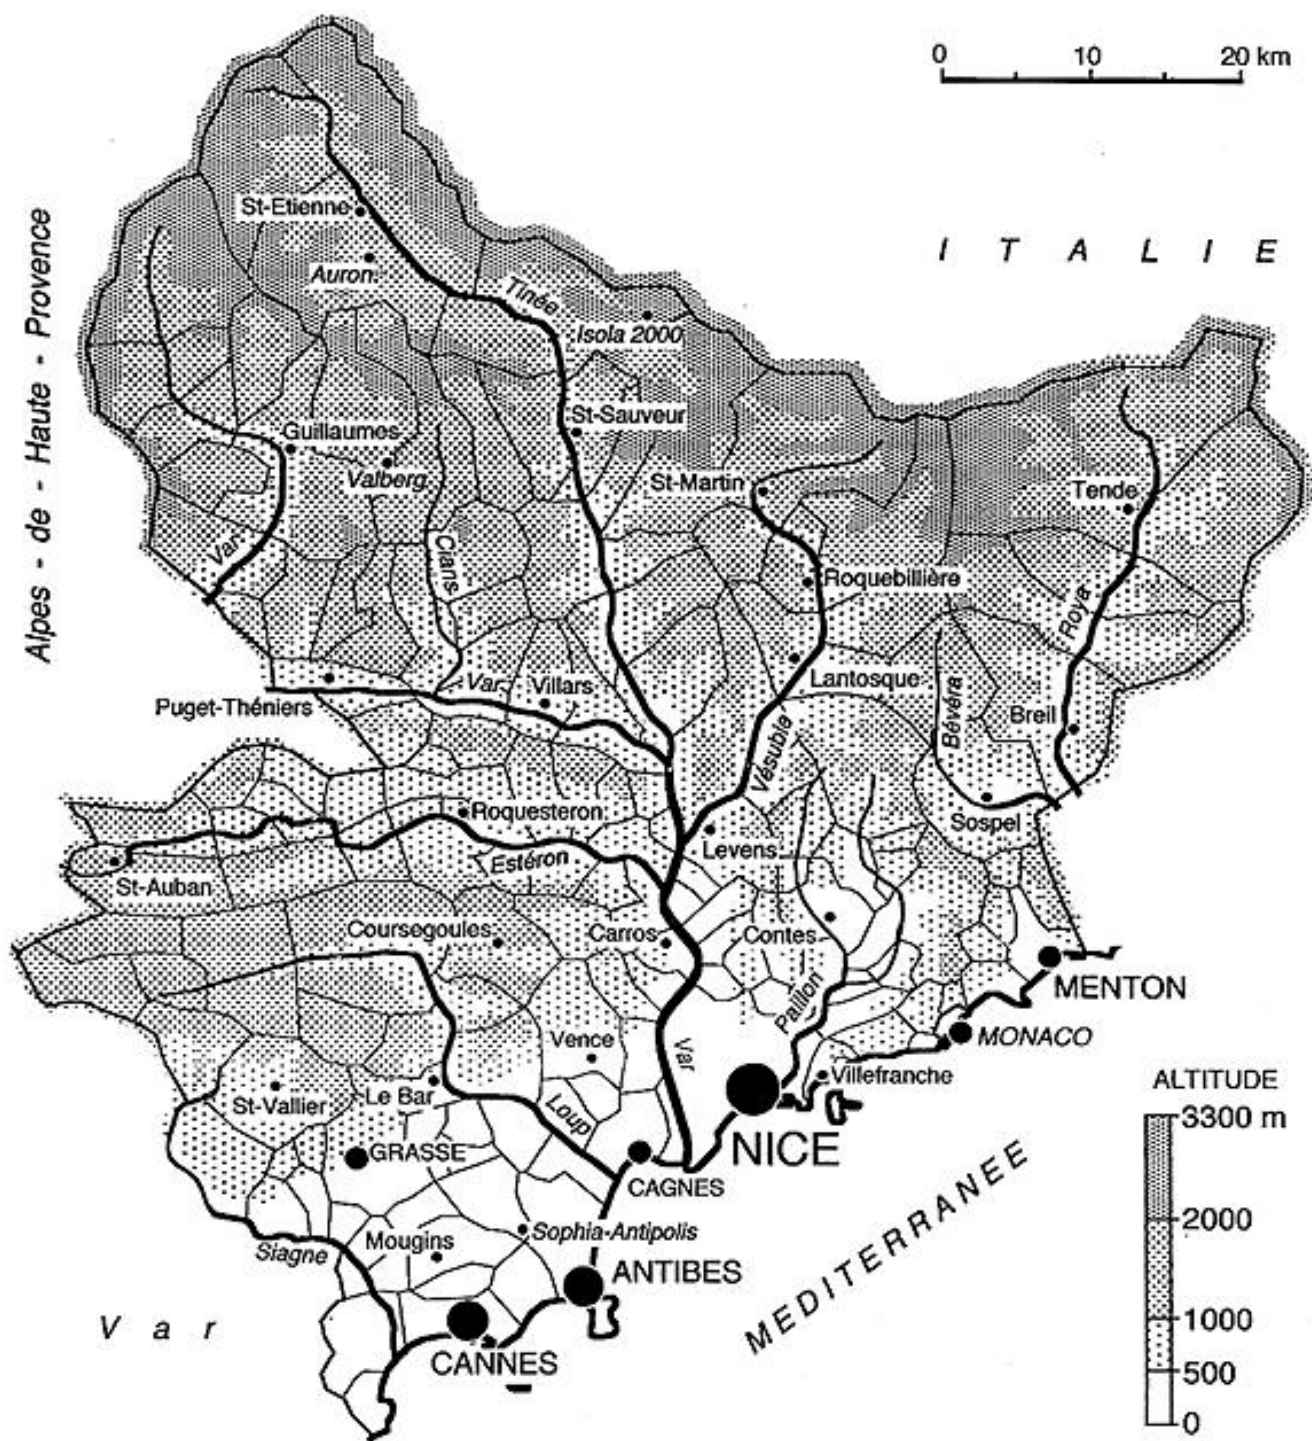 0 10 20 km
Alpes - de - Haute - Provence
ITALIE
St-Etienne
Auron
Tinée
Isola 2000
St-Sauveur
Guillaumes
Valberg
St-Martin
Tende
Var
Cians
Roquebillière
Roya
Lantosque
Puget-Théniers
Var
Villars
Bévéra
Breil
Vésubie
Roquesteron
Sospel
Levens
Estéron
St-Auban
Coursegoules
Carros
Contes
MENTON
Paillon
MONACO
Vence
Var
Villefranche
St-Vallier
Le Bar
Loup
NICE
GRASSE
CAGNES
Sophia-Antipolis
Mougins
Siagne
ANTIBES
MEDITERRANEE
Var
CANNES
ALTITUDE
3300 m
2000
1000
500
0